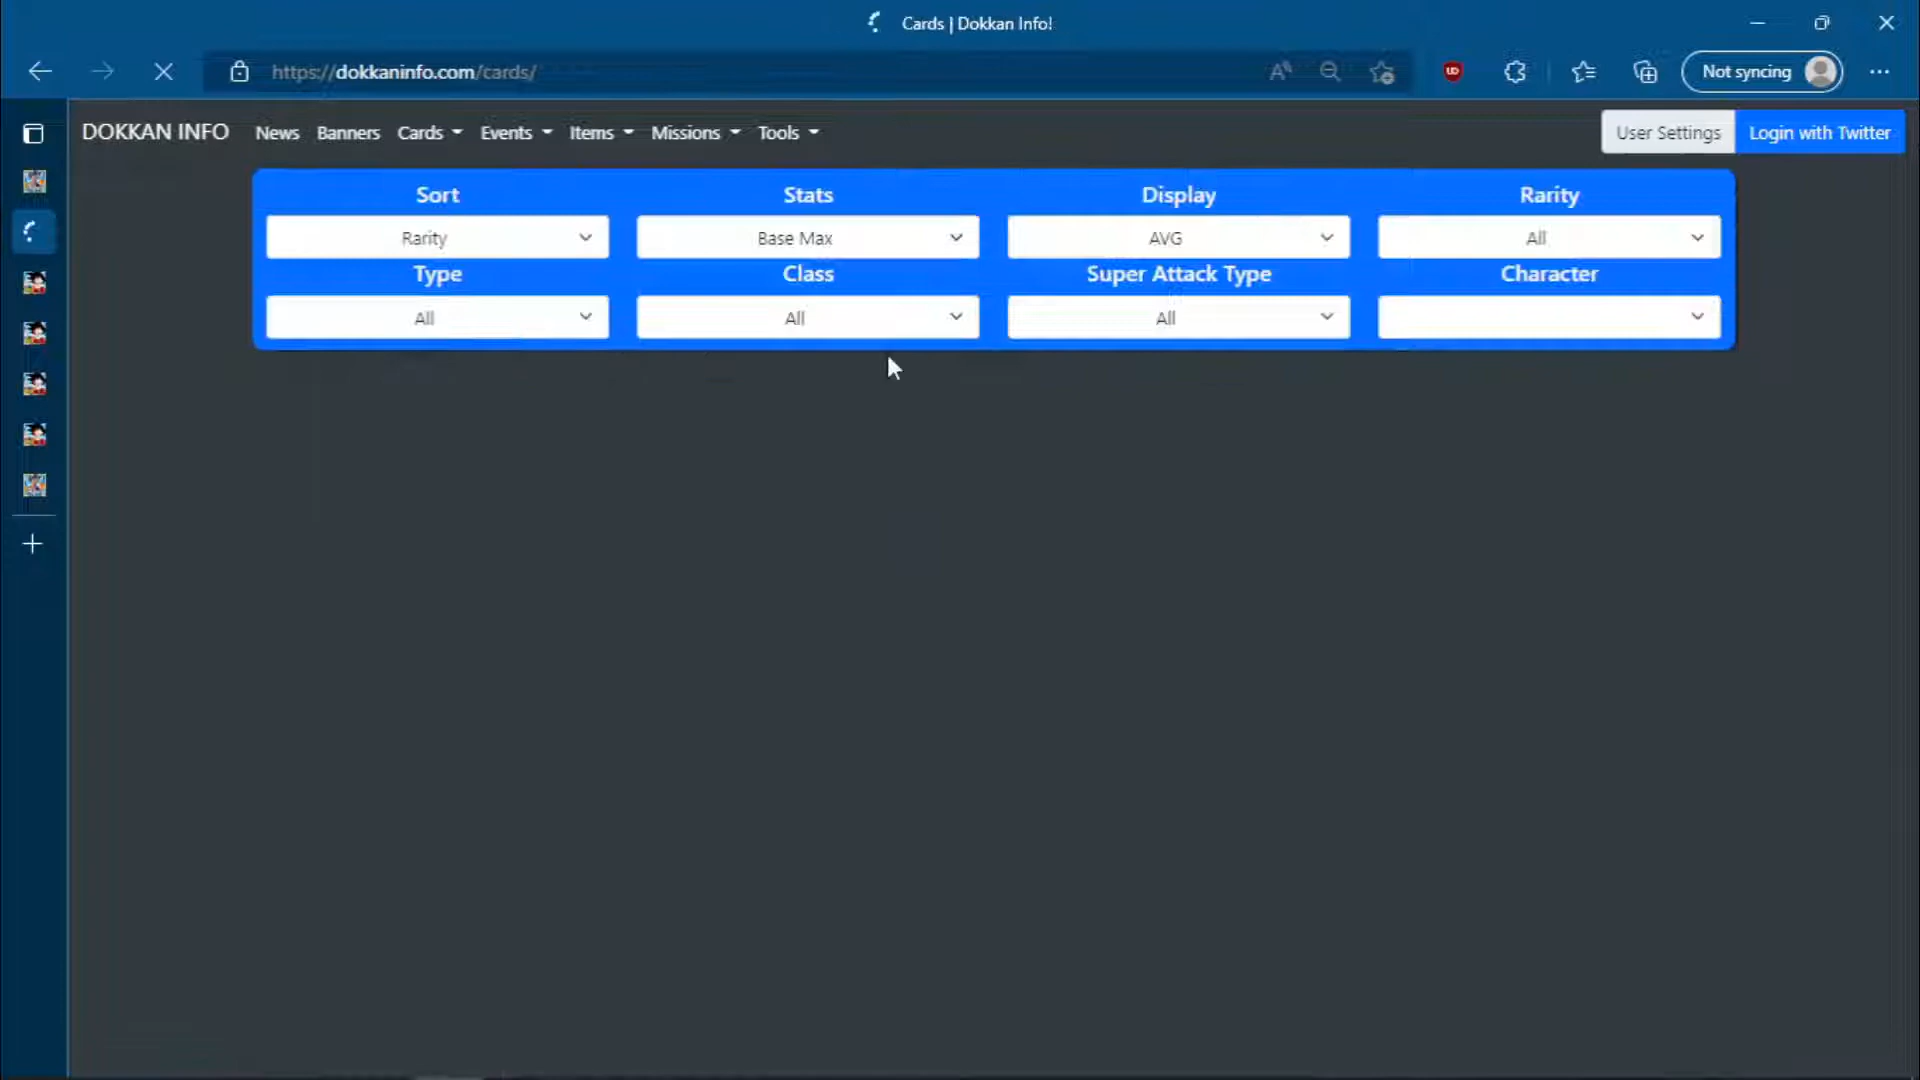 Cards | Dokkan Info!
https://dokkaninfo.com/cards/
Not syncing
DOKKAN INFO News Banners Cards Events Items Missions Tools User Settings Login with Twitter
Sort Stats Display Rarity
Rarity Base Max AVG All
Type Class Super Attack Type Character
All All All